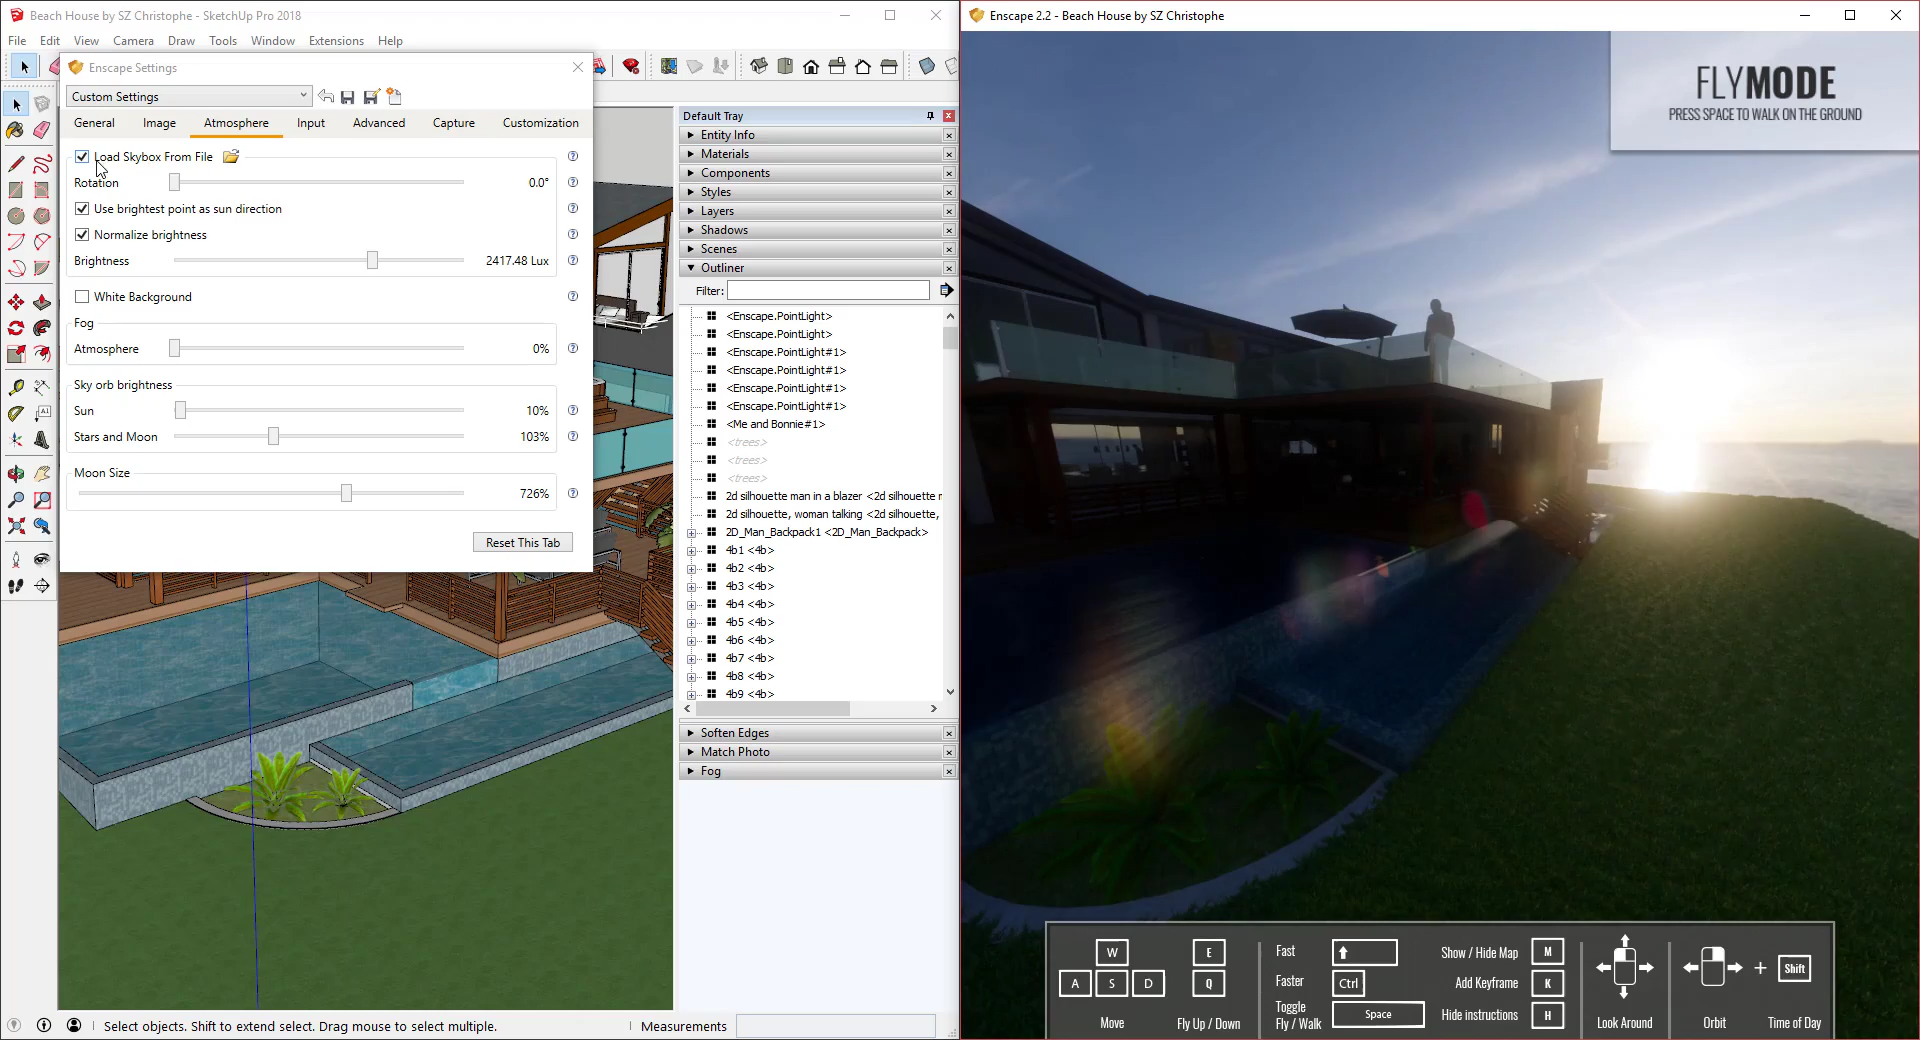 Beach House by SZ Christophe - SketchUp Pro 2018
File Edit View Camera Draw Tools Window Extensions Help
Enscape Settings
Custom Settings
General Image Atmosphere Input Advanced Capture Customization
Load Skybox From File
Rotation 0.0°
Use brightest point as sun direction
Normalize brightness
Brightness 2417.48 Lux
White Background
Fog
Atmosphere 0%
Sky orb brightness
Sun 10%
Stars and Moon 103%
Moon Size
726%
Reset This Tab
Default Tray
Entity Info
Materials
Components
Styles
Layers
Shadows
Scenes
Outliner
Filter:
<Enscape.PointLight>
<Enscape.PointLight>
<Enscape.PointLight#1>
<Enscape.PointLight#1>
<Enscape.PointLight#1>
<Enscape.PointLight#1>
<Me and Bonnie#1>
<trees>
<trees>
<trees>
2d silhouette man in a blazer <2d silhouette
2d silhouette, woman talking <2d silhouette,
2D_Man_Backpack1 <2D_Man_Backpack>
4b1 <4b>
4b2 <4b>
4b3 <4b>
4b4 <4b>
4b5 <4b>
4b6 <4b>
4b7 <4b>
4b8 <4b>
4b9 <4b>
Soften Edges
Match Photo
Fog
Select objects. Shift to extend select. Drag mouse to select multiple.
Measurements
Enscape 2.2 - Beach House by SZ Christophe
FLYMODE
PRESS SPACE TO WALK ON THE GROUND
W
A S D
Move
E
Q
Fly Up / Down
Fast
Faster Ctrl
Toggle
Fly / Walk Space
Show / Hide Map M
Add Keyframe K
Hide instructions H
Look Around
Orbit
+ Shift
Time of Day